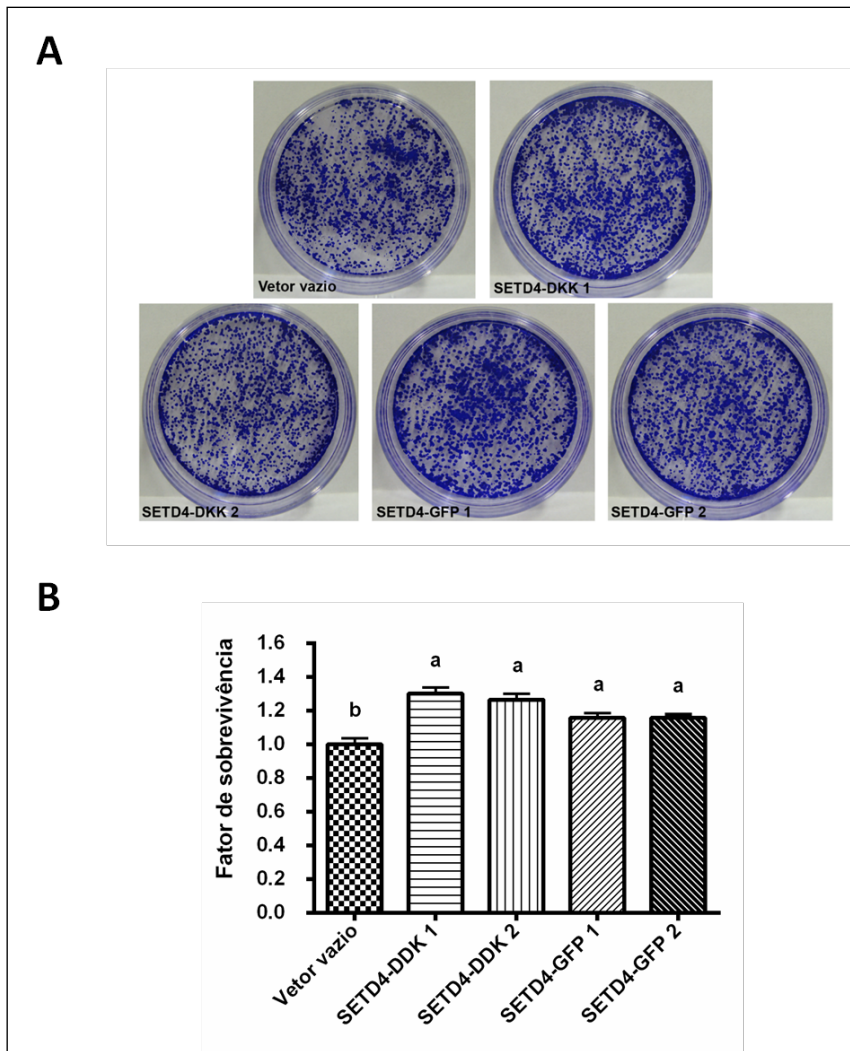 A
Vetor vazio
SETD4-DKK 1
SETD4-DKK 2
SETD4-GFP 1
SETD4-GFP 2
B
Fator de sobrevivência
1.6
1.4
1.2
1.0
0.8
0.6
0.4
0.2
0.0
b
a
a
a
a
Vetor vazio
SETD4-DDK 1
SETD4-DDK 2
SETD4-GFP 1
SETD4-GFP 2